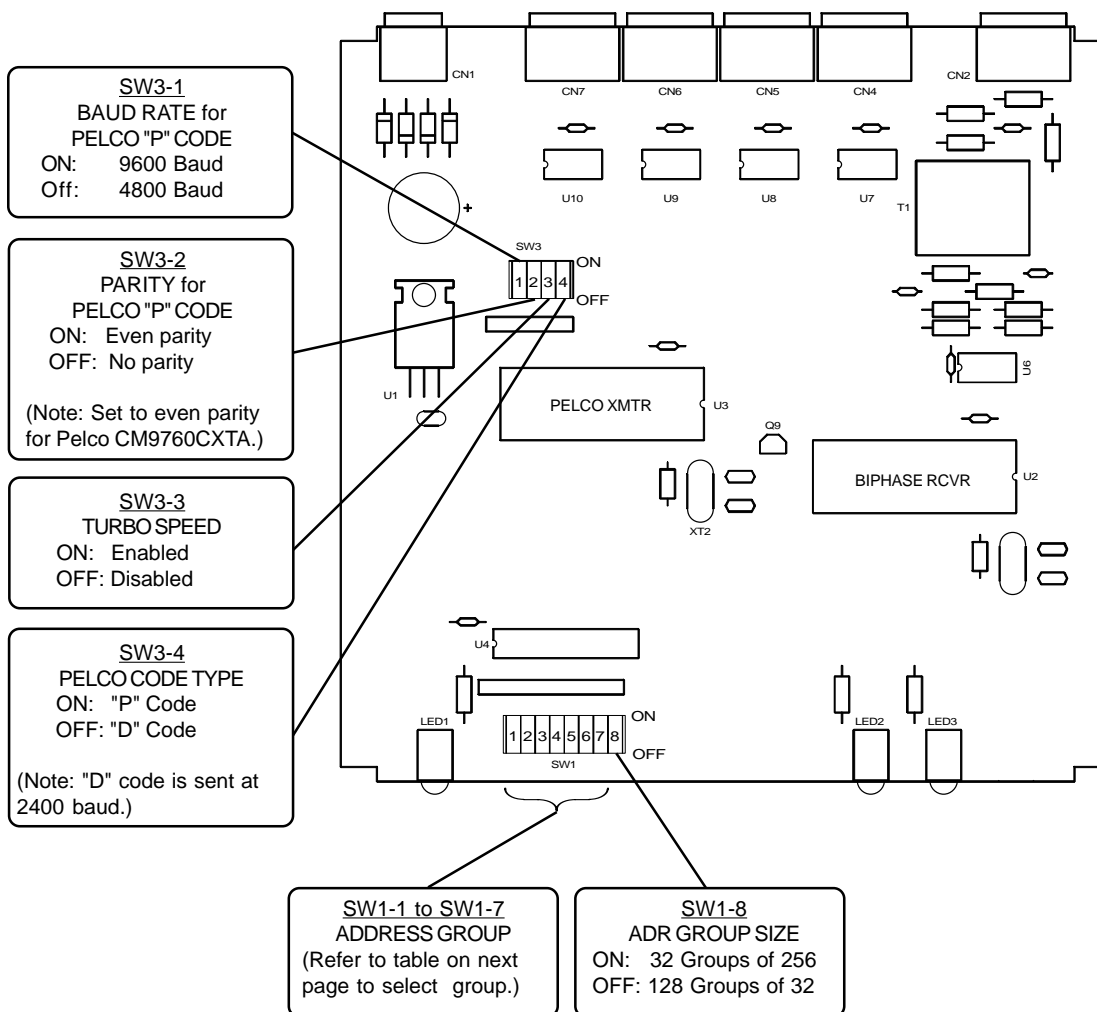 SW3-1
BAUD RATE for
PELCO "P" CODE
ON: 9600 Baud
Off: 4800 Baud
SW3-2
PARITY for
PELCO "P" CODE
ON: Even parity
OFF: No parity
(Note: Set to even parity
for Pelco CM9760CXTA.)
SW3-3
TURBO SPEED
ON: Enabled
OFF: Disabled
SW3-4
PELCO CODE TYPE
ON: "P" Code
OFF: "D" Code
(Note: "D" code is sent at
2400 baud.)
CN1
CN7
CN6
CN5
CN4
CN2
U10
U9
U8
U7
T1
+
SW3
ON
1 2 3 4
OFF
U1
PELCO XMTR
U3
U6
Q9
BIPHASE RCVR
U2
XT2
U4
LED1
ON
1 2 3 4 5 6 7 8
OFF
SW1
LED2
LED3
SW1-1 to SW1-7
ADDRESS GROUP
(Refer to table on next
page to select group.)
SW1-8
ADR GROUP SIZE
ON: 32 Groups of 256
OFF: 128 Groups of 32